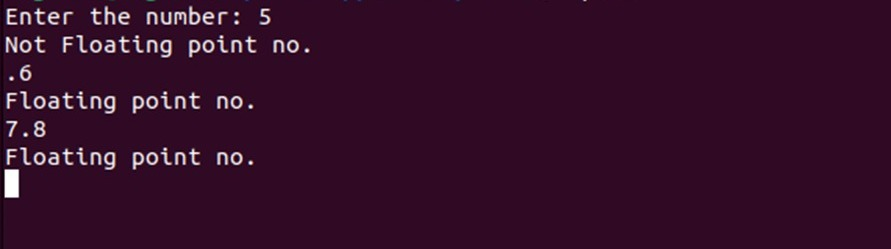 Enter the number: 5
Not Floating point no.
.6
Floating point no.
7.8
Floating point no.